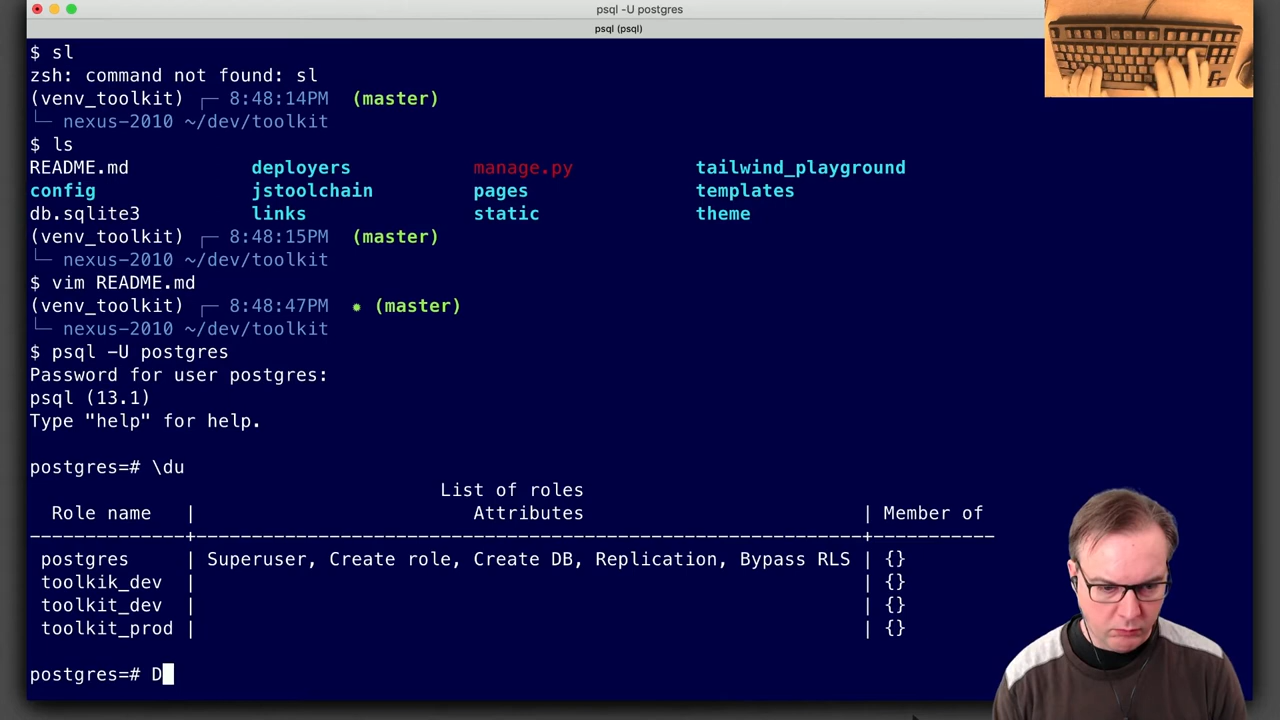 psql -U postgres
psql (psql)
$ sl
zsh: command not found: sl
(venv_toolkit) ┌─ 8:48:14PM  (master)
└─ nexus-2010 ~/dev/toolkit
$ ls
README.md deployers manage.py tailwind_playground
config jstoolchain pages templates
db.sqlite3 links static theme
(venv_toolkit) ┌─ 8:48:15PM  (master)
└─ nexus-2010 ~/dev/toolkit
$ vim README.md
(venv_toolkit) ┌─ 8:48:47PM  ✹ (master)
└─ nexus-2010 ~/dev/toolkit
$ psql -U postgres
Password for user postgres:
psql (13.1)
Type "help" for help.
postgres=# \du
List of roles
Role name | Attributes | Member of
--------------+------------------------------------------------------------+-----------
postgres | Superuser, Create role, Create DB, Replication, Bypass RLS | {}
toolkik_dev | | {}
toolkit_dev | | {}
toolkit_prod | | {}
postgres=# D